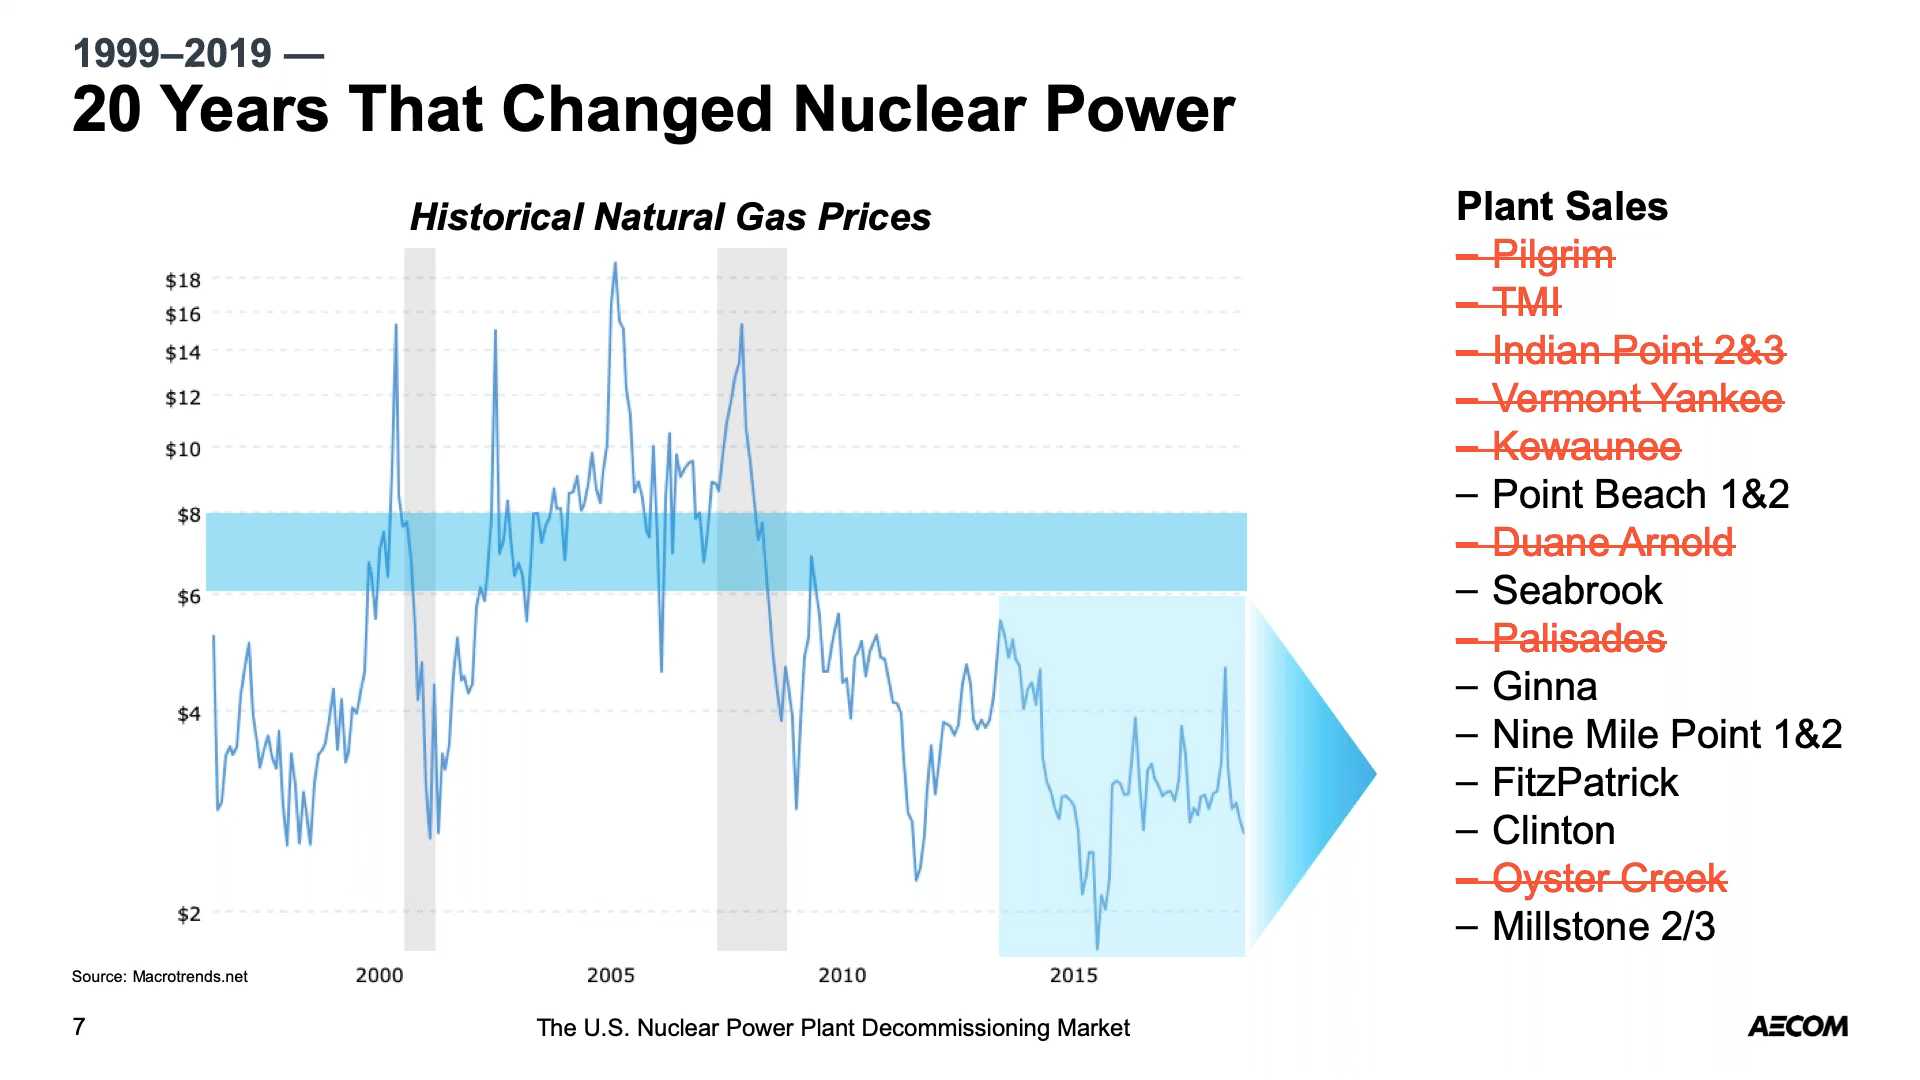 1999–2019 —
20 Years That Changed Nuclear Power
Historical Natural Gas Prices
$18
$16
$14
$12
$10
$8
$6
$4
$2
2000
2005
2010
2015
Source: Macrotrends.net
Plant Sales
– Pilgrim
– TMI
– Indian Point 2&3
– Vermont Yankee
– Kewaunee
– Point Beach 1&2
– Duane Arnold
– Seabrook
– Palisades
– Ginna
– Nine Mile Point 1&2
– FitzPatrick
– Clinton
– Oyster Creek
– Millstone 2/3
7
The U.S. Nuclear Power Plant Decommissioning Market
AECOM